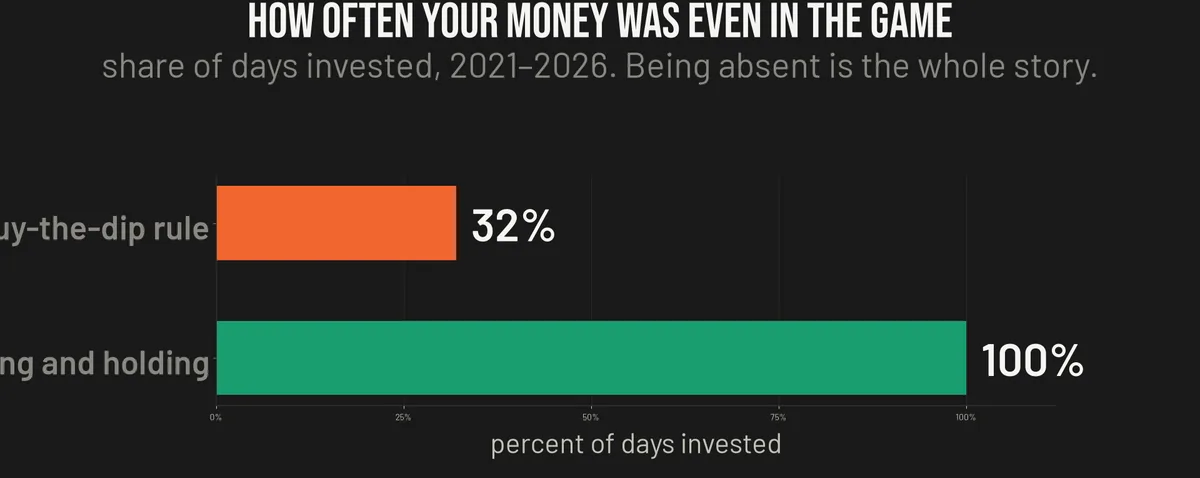 HOW OFTEN YOUR MONEY WAS EVEN IN THE GAME
share of days invested, 2021–2026. Being absent is the whole story.
uy-the-dip rule
32%
ng and holding
100%
0% 25% 50% 75% 100%
percent of days invested